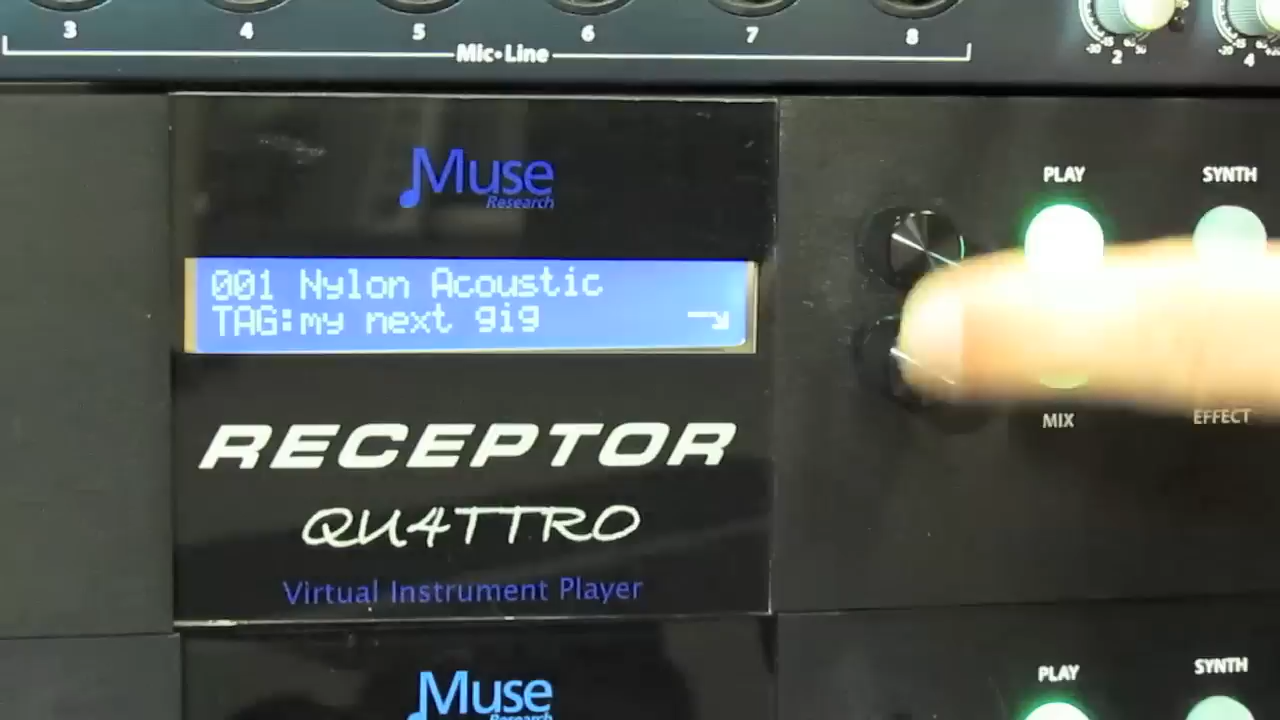 3 4 5 6 7 8
Mic•Line
2 4
Muse
Research
PLAY SYNTH
001 Nylon Acoustic
TAG:my next gig
MIX EFFECT
RECEPTOR
QU4TTRO
Virtual Instrument Player
Muse
Research
PLAY SYNTH